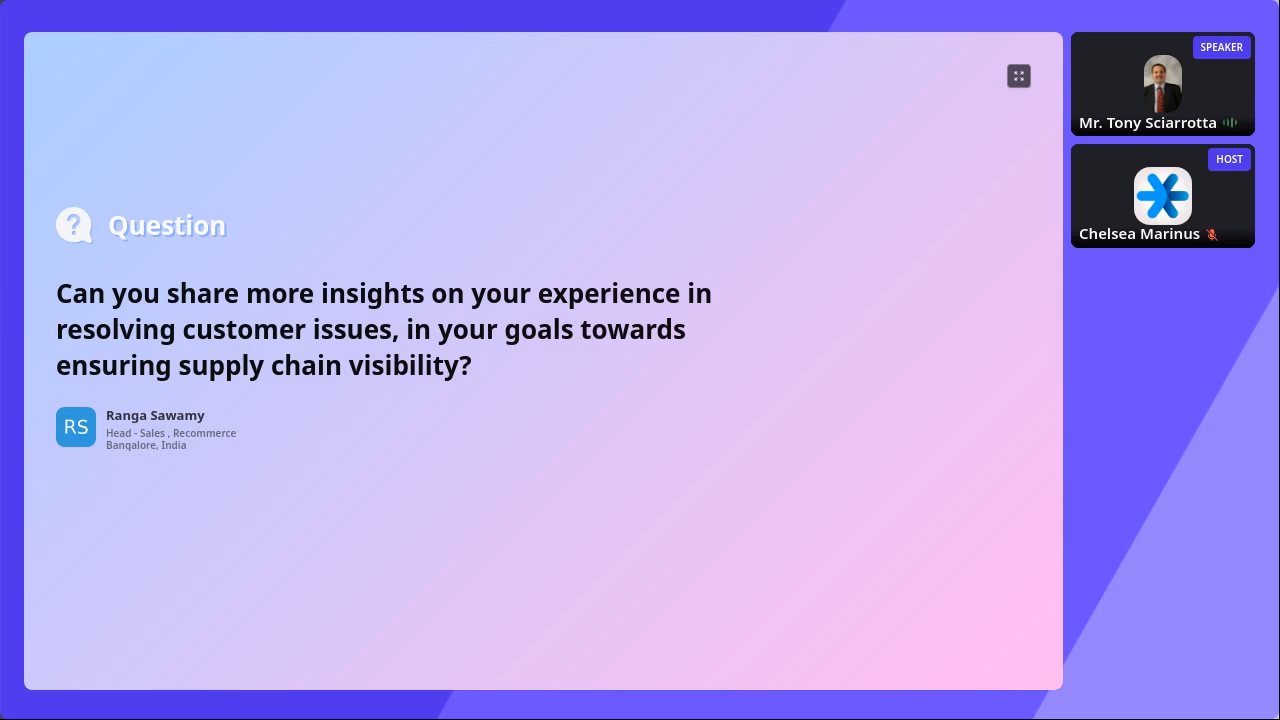 SPEAKER
Mr. Tony Sciarrotta
HOST
Chelsea Marinus
Question
Can you share more insights on your experience in
resolving customer issues, in your goals towards
ensuring supply chain visibility?
RS
Ranga Sawamy
Head - Sales , Recommerce
Bangalore, India